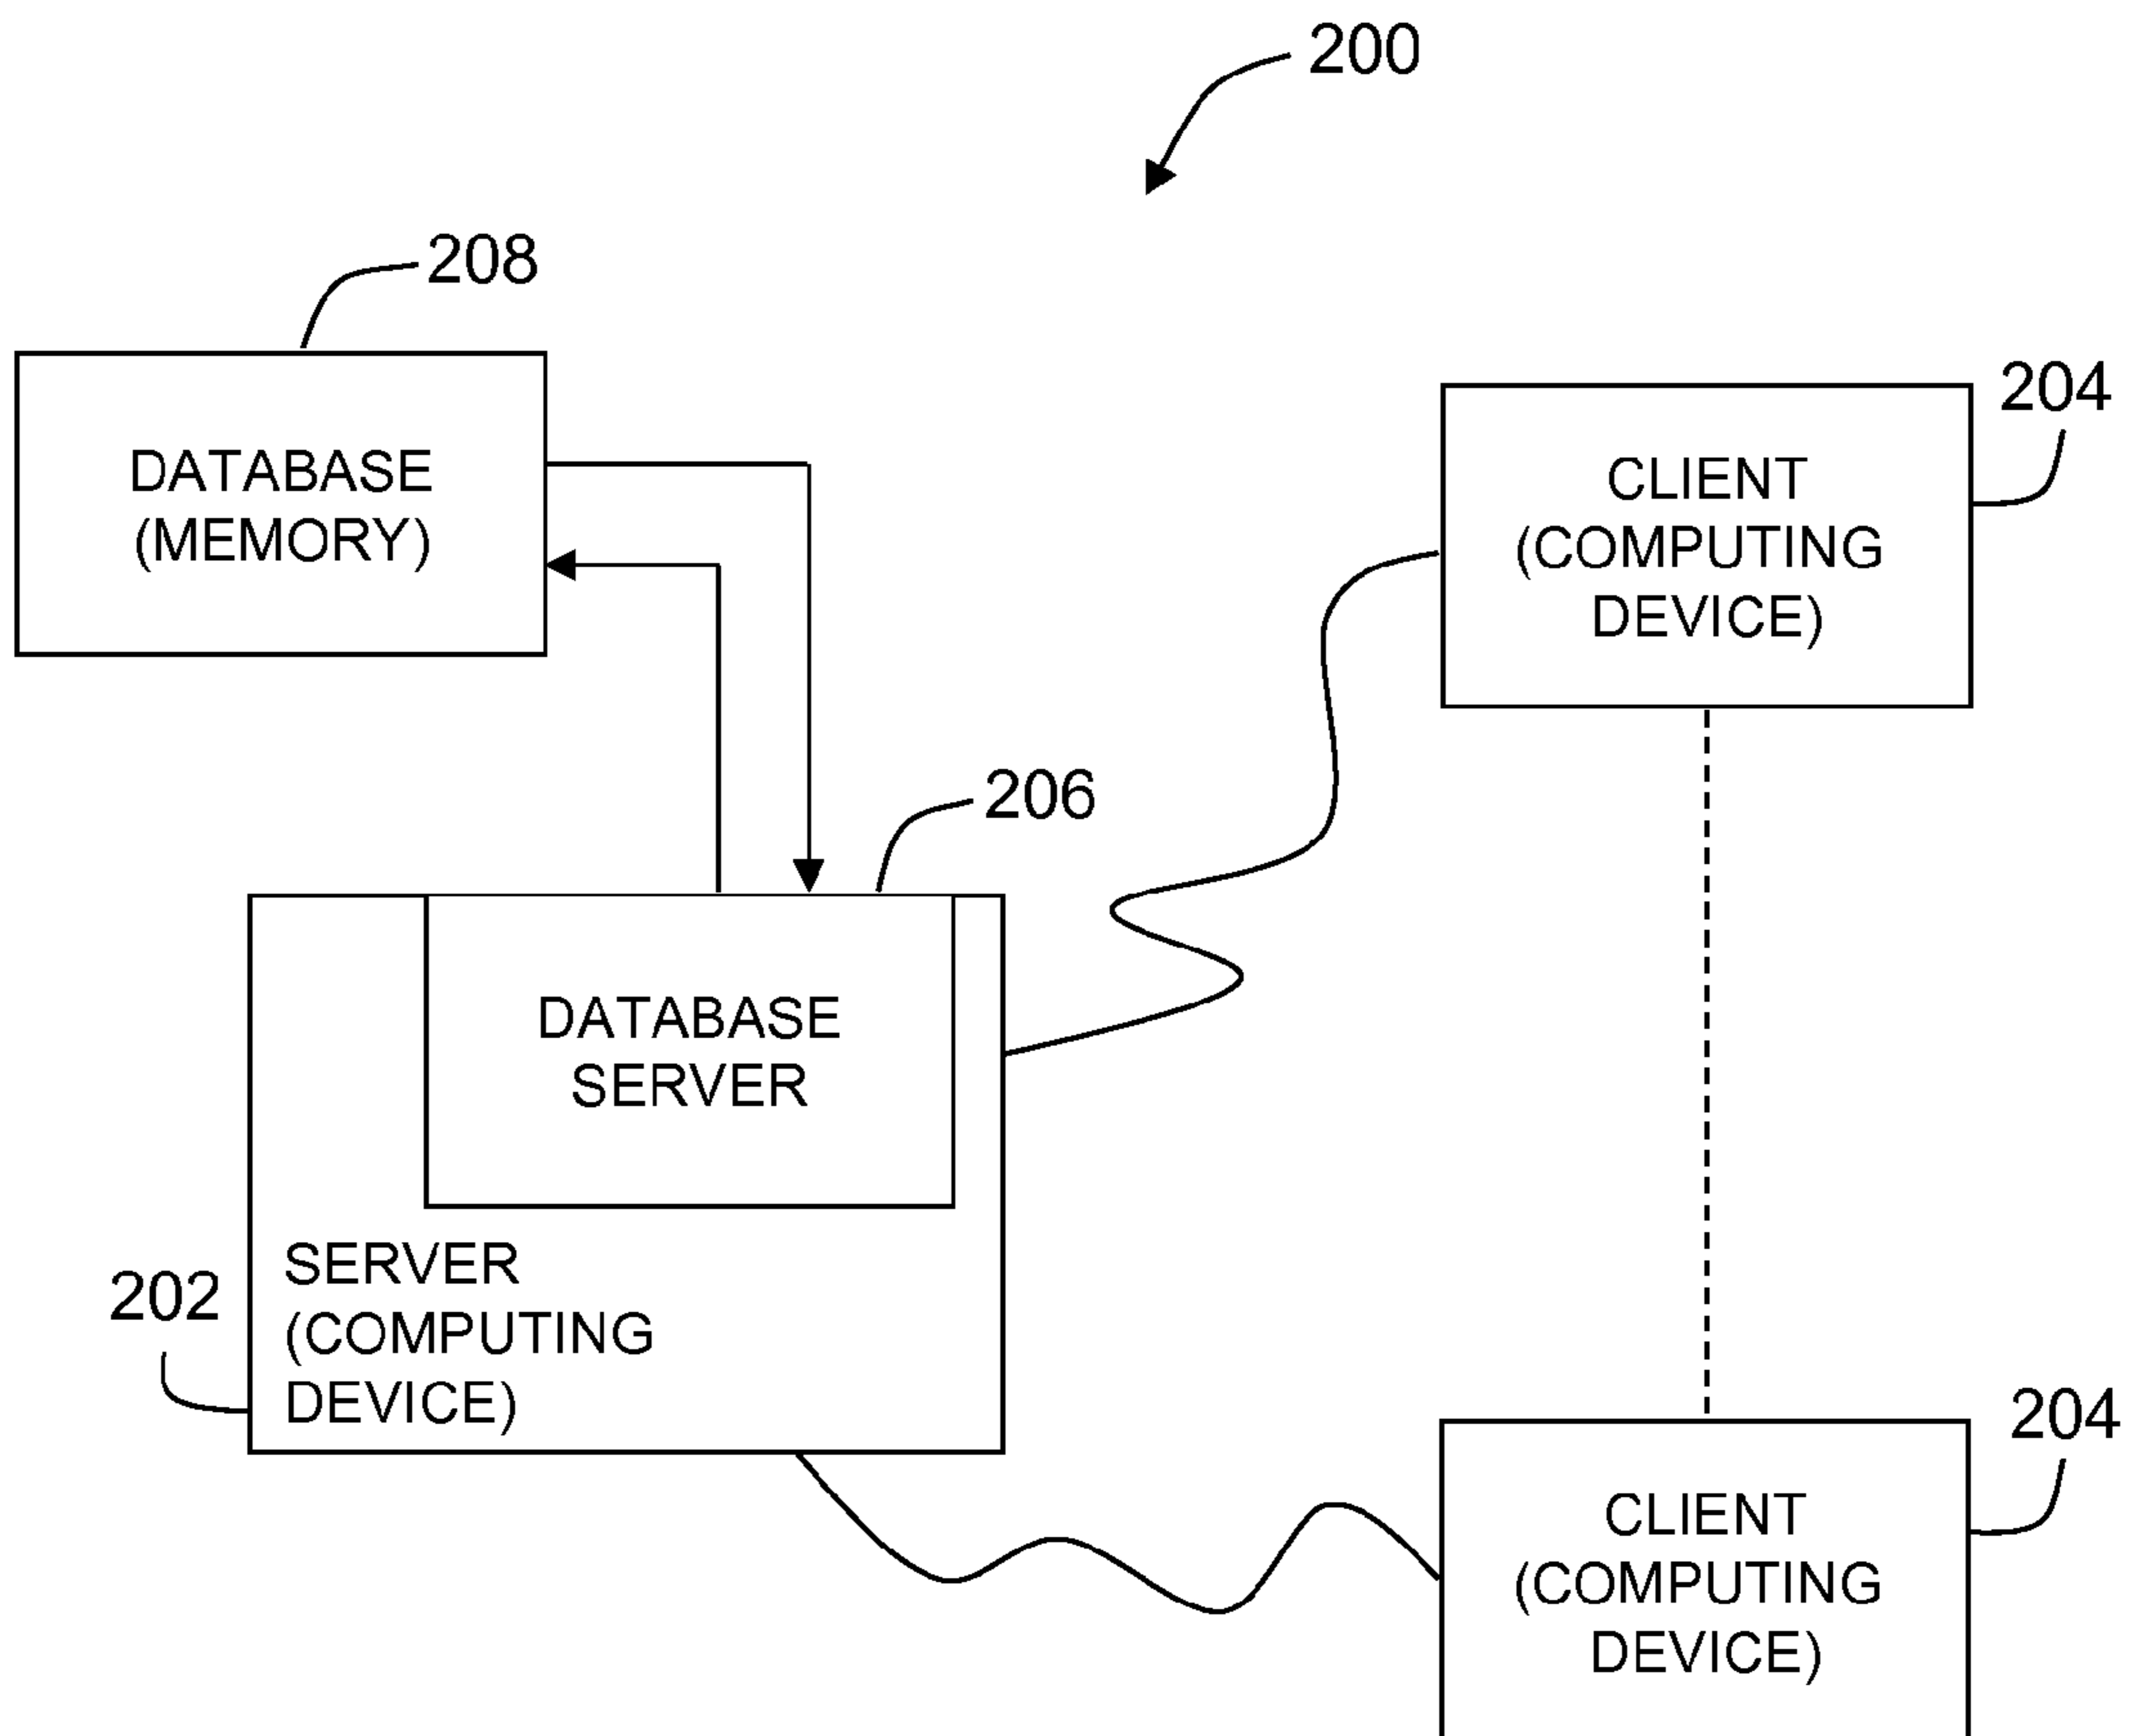 200
208
DATABASE
(MEMORY)
204
CLIENT
(COMPUTING
DEVICE)
206
DATABASE
SERVER
202
SERVER
(COMPUTING
DEVICE)
204
CLIENT
(COMPUTING
DEVICE)